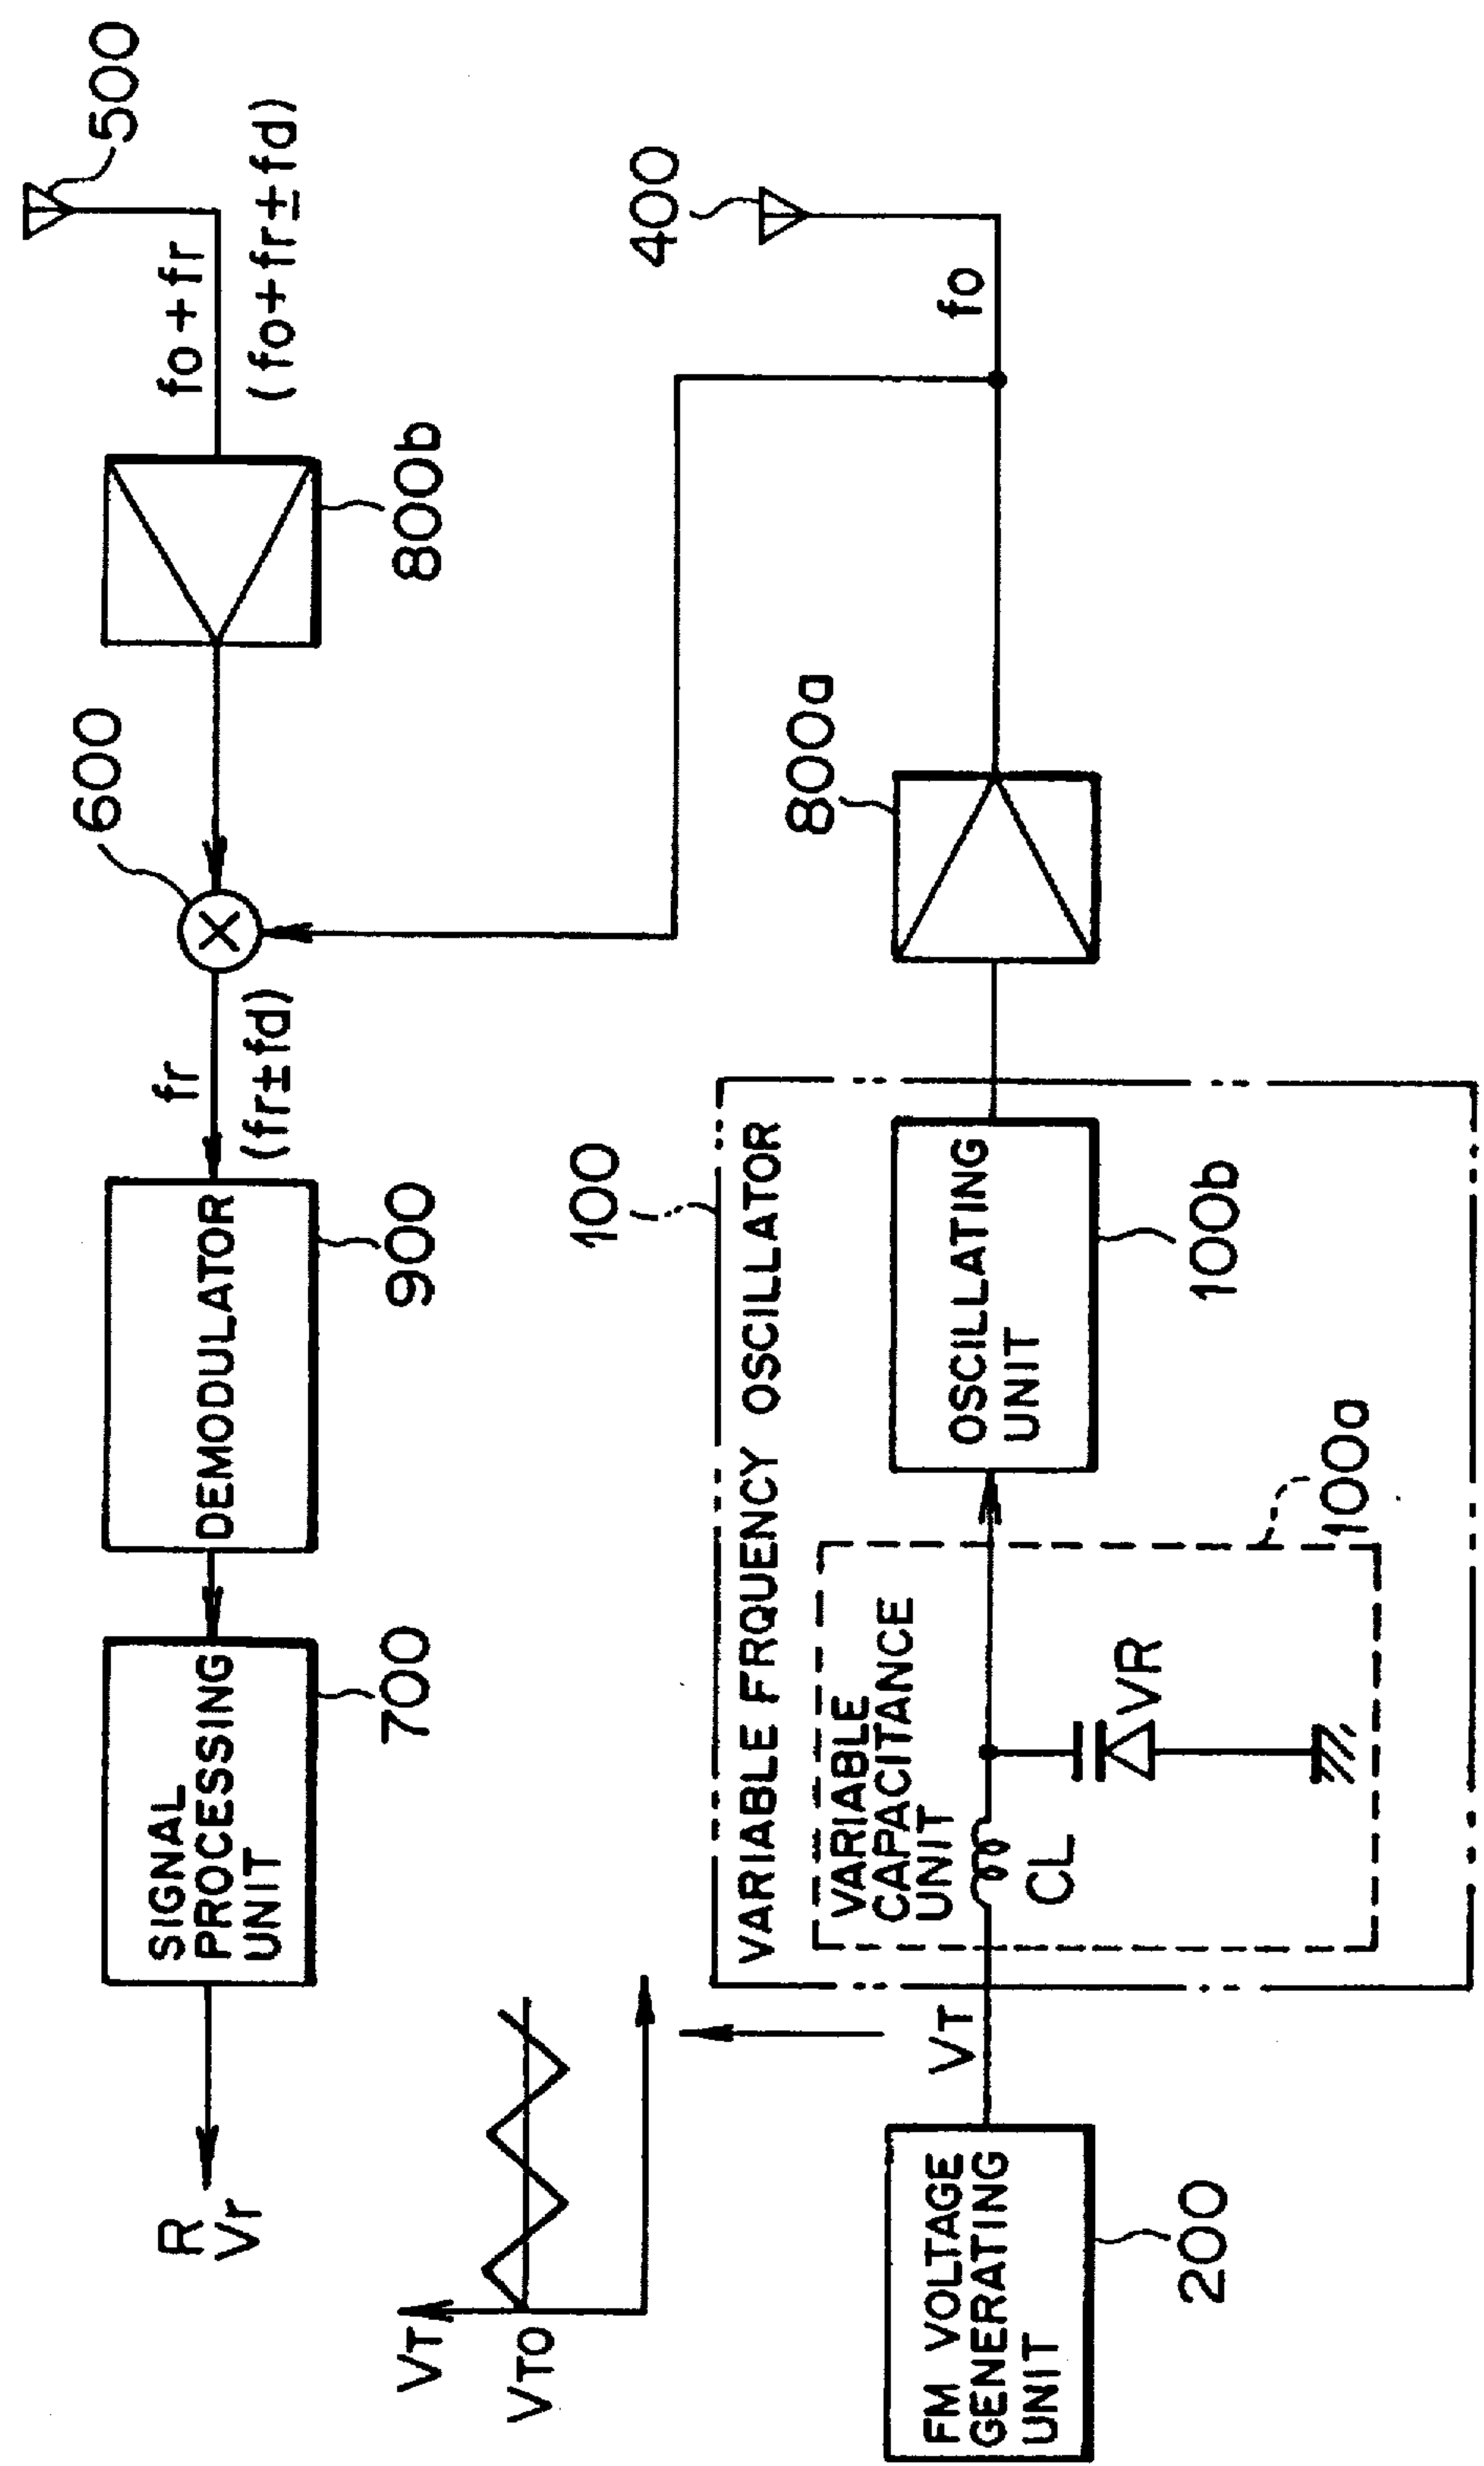 500
fo+fr
(fo+fr±fd)
800b
600
fr
(fr±fd)
DEMODULATOR
900
SIGNAL
PROCESSING
UNIT
700
R
Vr
VT
VTO
400
fo
800a
100
VARIABLE FRQUENCY OSCILLATOR
OSCILLATING
UNIT
100b
VARIABLE
CAPACITANCE
UNIT
100a
CL
VR
VT
FM VOLTAGE
GENERATING
UNIT
200